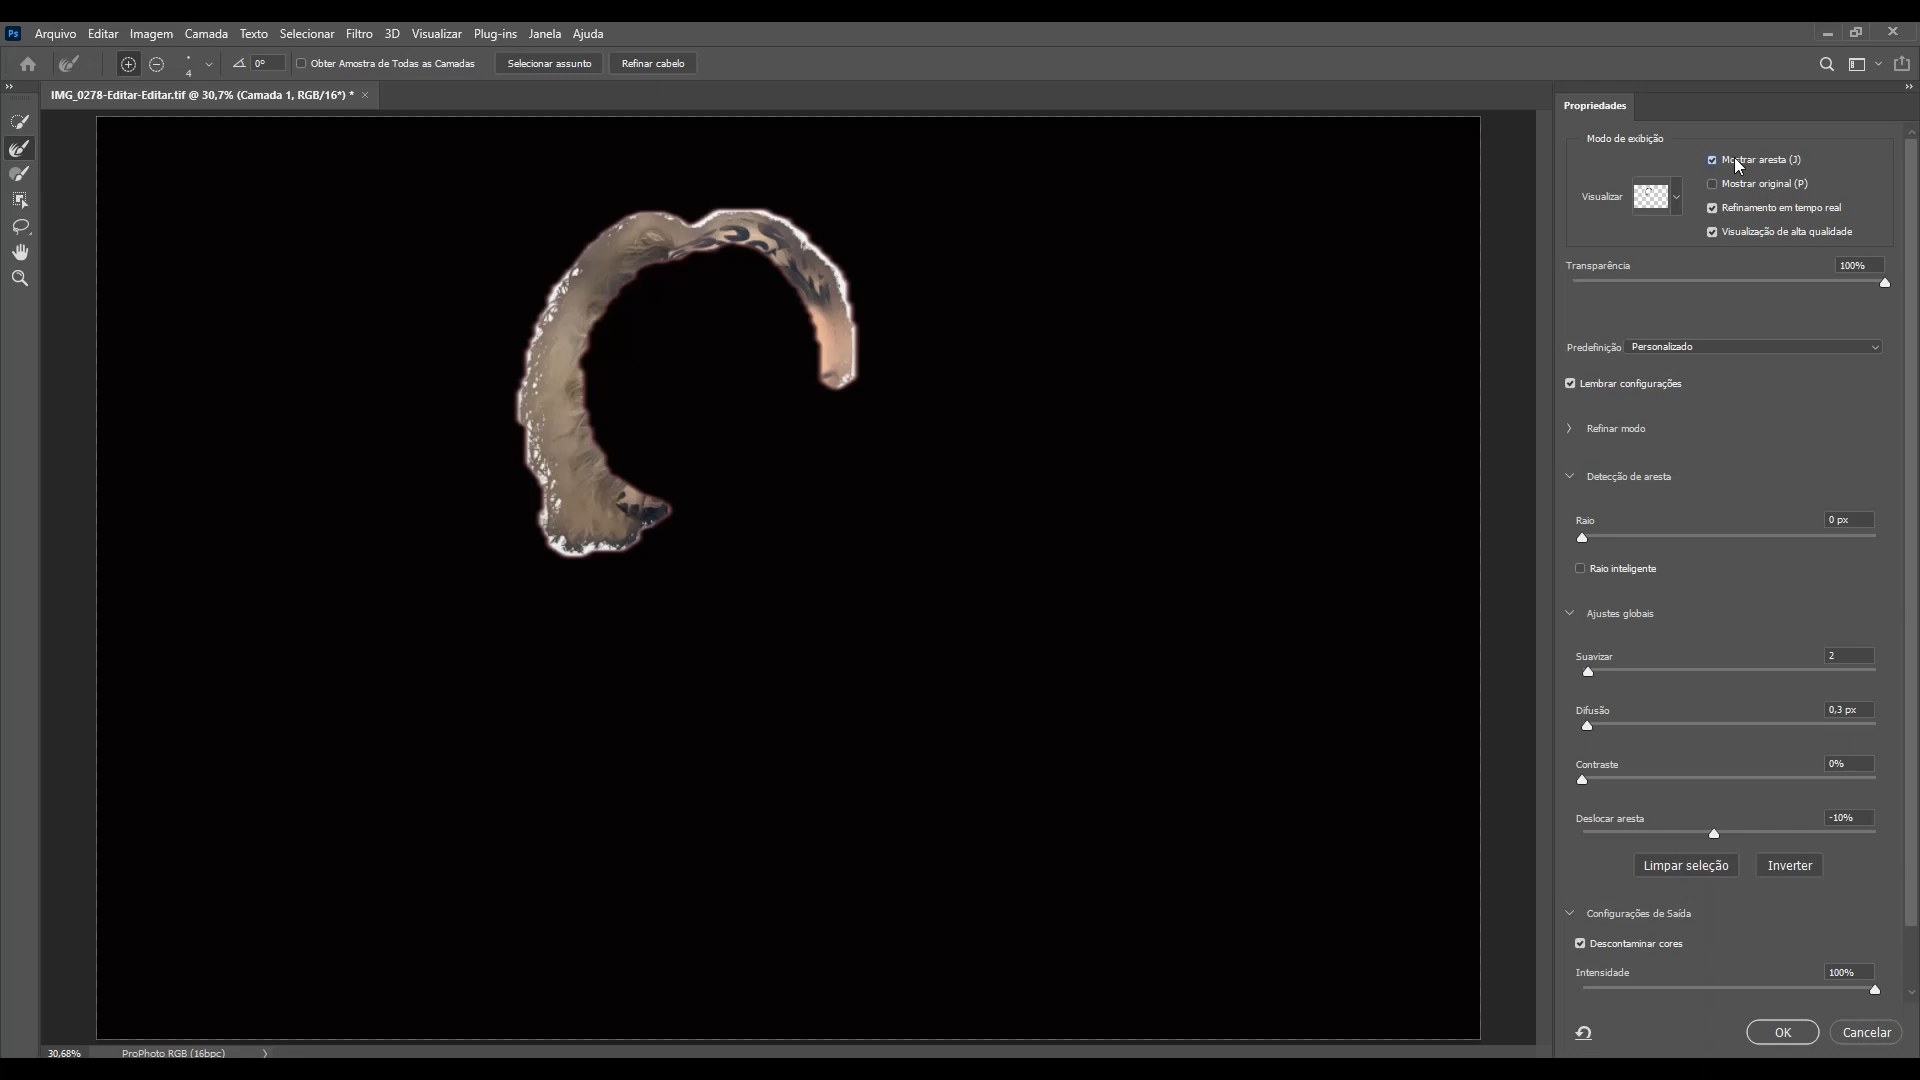 Ps Arquivo Editar Imagem Camada Texto Selecionar Filtro 3D Visualizar Plug-ins Janela Ajuda
4 0° Obter Amostra de Todas as Camadas Selecionar assunto Refinar cabelo
IMG_0278-Editar-Editar.tif @ 30,7% (Camada 1, RGB/16*) * ×
Propriedades
Modo de exibição
Mostrar aresta (J)
Mostrar original (P)
Visualizar
Refinamento em tempo real
Visualização de alta qualidade
Transparência 100%
Predefinição Personalizado
Lembrar configurações
Refinar modo
Detecção de aresta
Raio 0 px
Raio inteligente
Ajustes globais
Suavizar 2
Difusão 0,3 px
Contraste 0%
Deslocar aresta -10%
Limpar seleção Inverter
Configurações de Saída
Descontaminar cores
Intensidade 100%
OK Cancelar
30,68% ProPhoto RGB (16bpc)